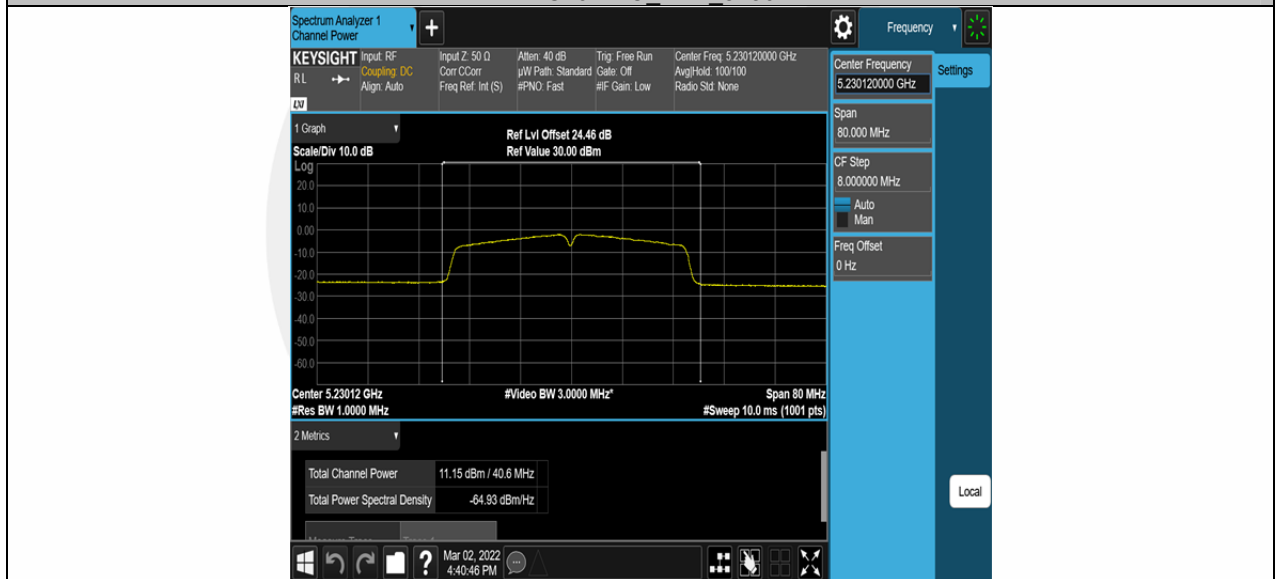 Spectrum Analyzer 1
Channel Power
+
Frequency
KEYSIGHT
RL
LXI
Input: RF
Coupling: DC
Align: Auto
Input Z: 50 Ω
Corr CCorr
Freq Ref: Int (S)
Atten: 40 dB
µW Path: Standard
#PNO: Fast
Trig: Free Run
Gate: Off
#IF Gain: Low
Center Freq: 5.230120000 GHz
Avg|Hold: 100/100
Radio Std: None
Center Frequency
5.230120000 GHz
Settings
Span
80.000 MHz
CF Step
8.000000 MHz
Auto
Man
Freq Offset
0 Hz
Local
1 Graph
Scale/Div 10.0 dB
Ref Lvl Offset 24.46 dB
Ref Value 30.00 dBm
Log
20.0
10.0
0.00
-10.0
-20.0
-30.0
-40.0
-50.0
-60.0
Center 5.23012 GHz
#Res BW 1.0000 MHz
#Video BW 3.0000 MHz*
Span 80 MHz
#Sweep 10.0 ms (1001 pts)
2 Metrics
Total Channel Power 11.15 dBm / 40.6 MHz
Total Power Spectral Density -64.93 dBm/Hz
?
Mar 02, 2022
4:40:46 PM